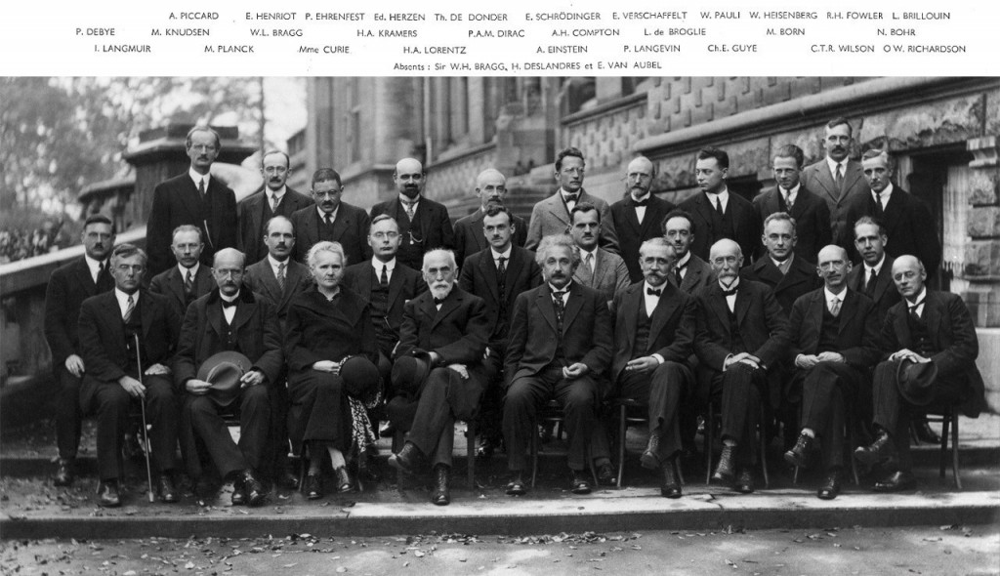 A. PICCARD E. HENRIOT P. EHRENFEST Ed. HERZEN Th. DE DONDER E. SCHRÖDINGER E. VERSCHAFFELT W. PAULI W. HEISENBERG R.H. FOWLER L. BRILLOUIN
P. DEBYE M. KNUDSEN W.L. BRAGG H.A. KRAMERS P.A.M. DIRAC A.H. COMPTON L. de BROGLIE M. BORN N. BOHR
I. LANGMUIR M. PLANCK Mme CURIE H.A. LORENTZ A. EINSTEIN P. LANGEVIN Ch.E. GUYE C.T.R. WILSON O.W. RICHARDSON
Absents : Sir W.H. BRAGG, H. DESLANDRES et E. VAN AUBEL